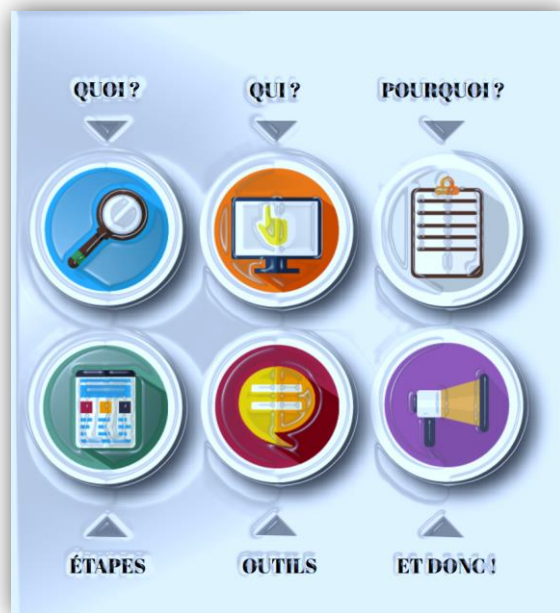 QUOI ?
QUI ?
POURQUOI ?
ÉTAPES
OUTILS
ET DONC !